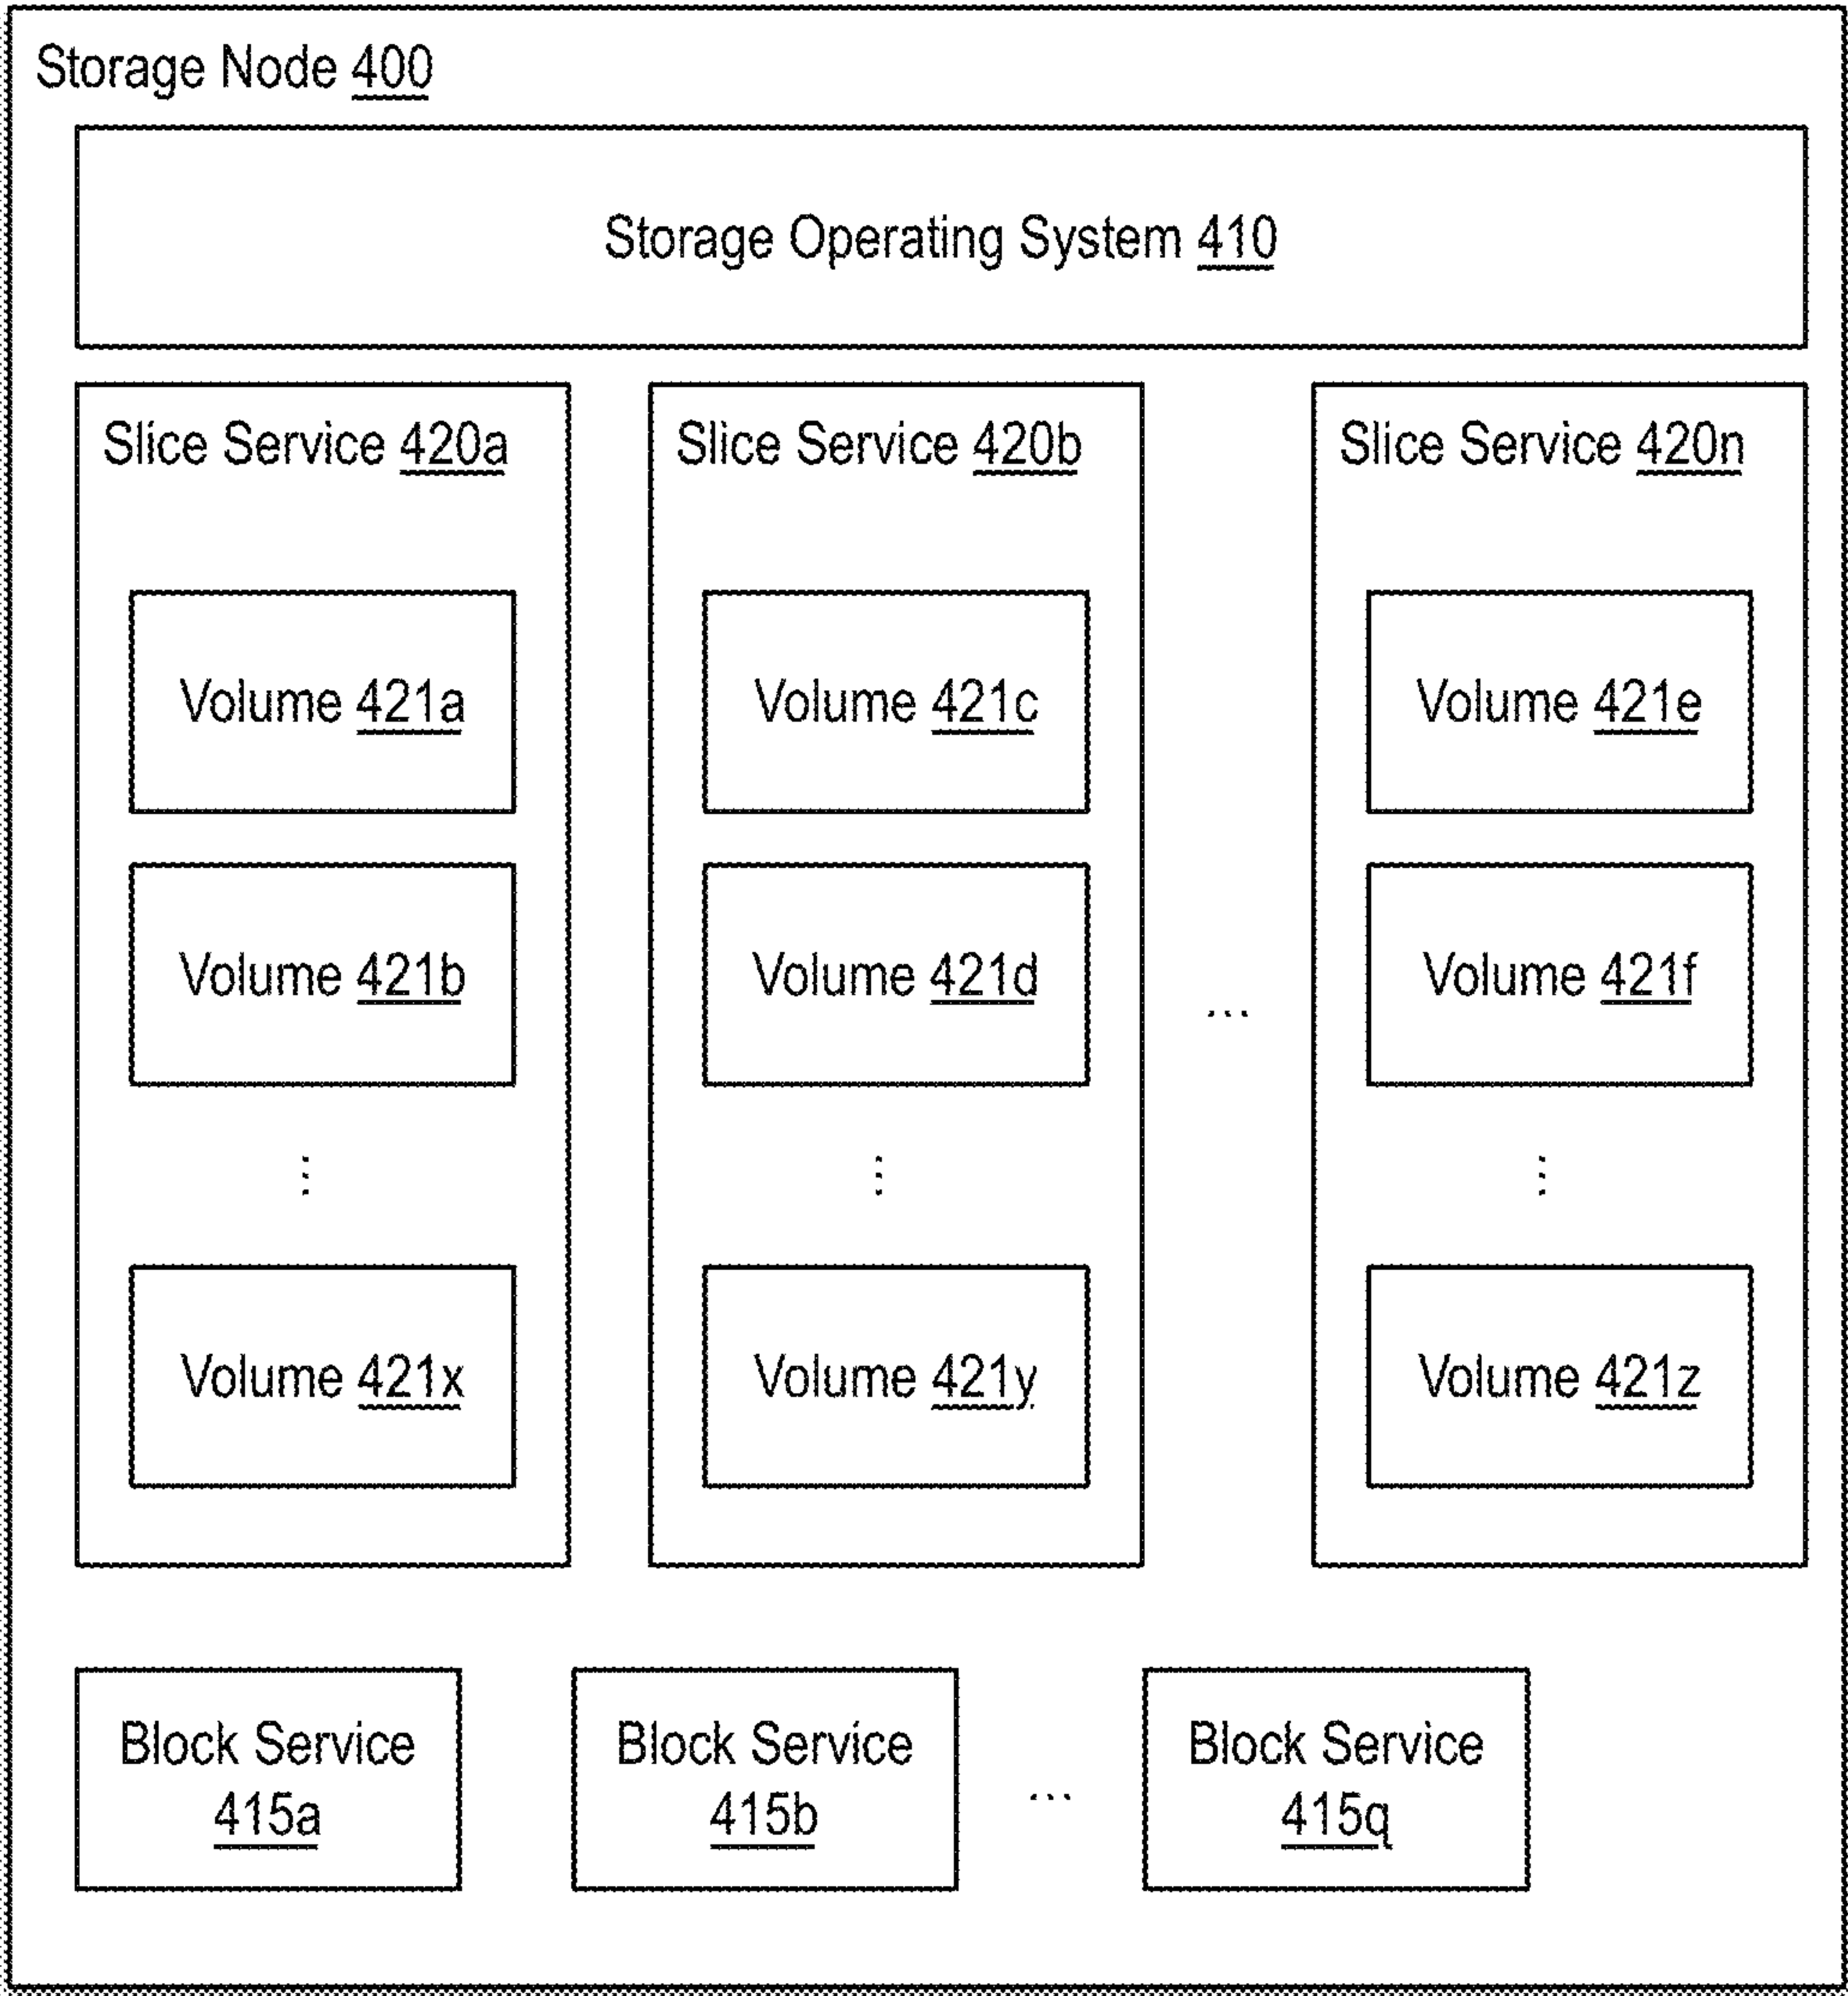 Storage Node 400
Storage Operating System 410
Slice Service 420a
Volume 421a
Volume 421b
⋮
Volume 421x
Slice Service 420b
Volume 421c
Volume 421d
⋮
Volume 421y
...
Slice Service 420n
Volume 421e
Volume 421f
⋮
Volume 421z
Block Service
415a
Block Service
415b
...
Block Service
415q